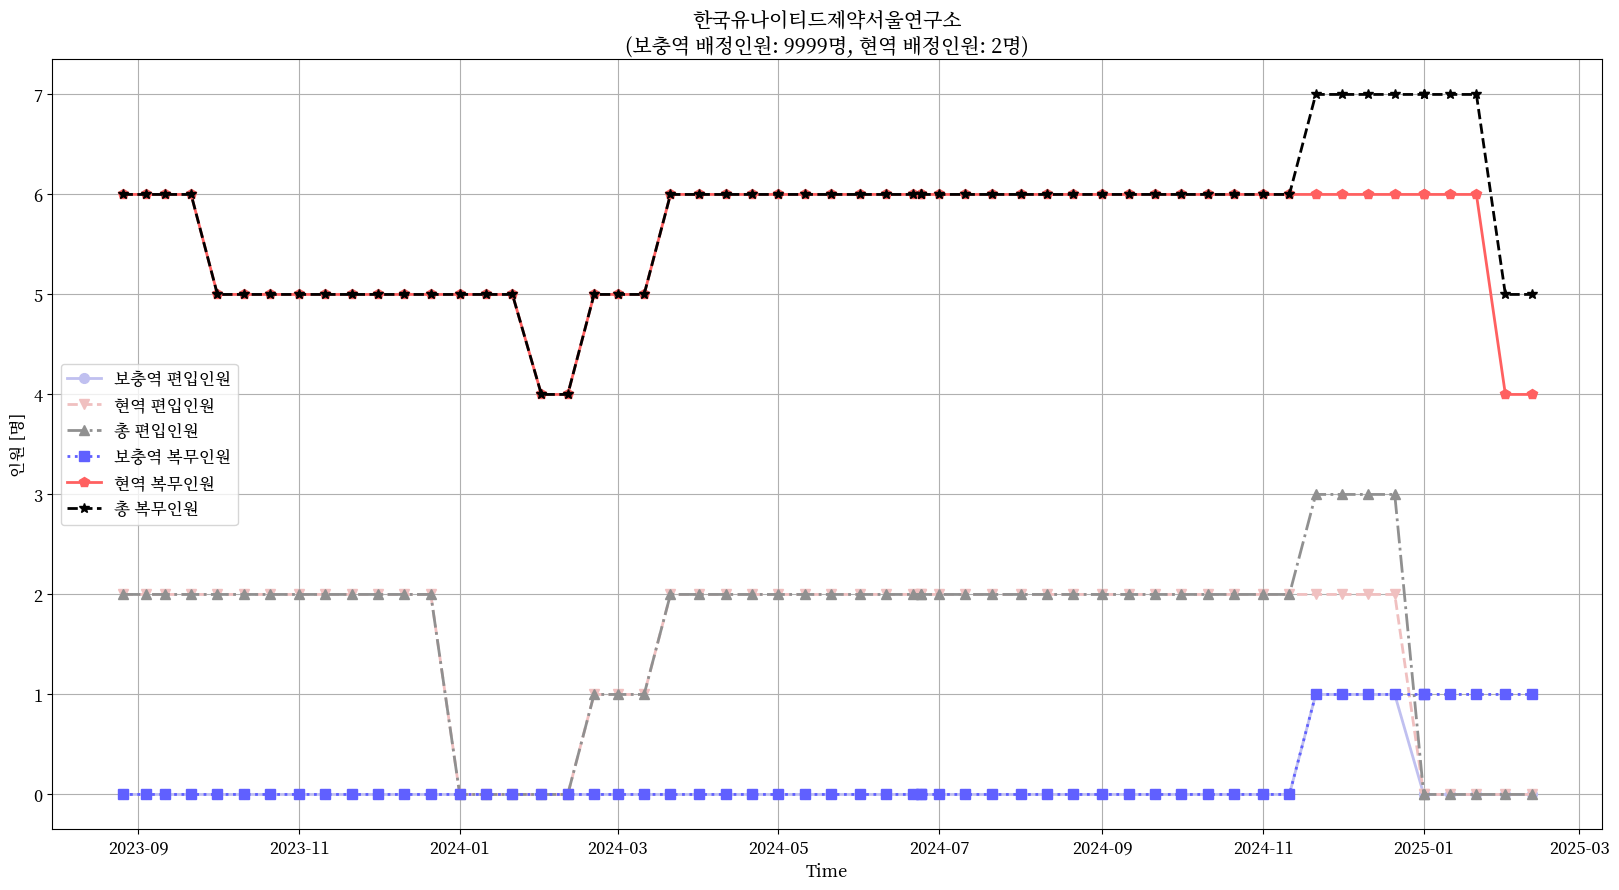 한국유나이티드제약서울연구소
(보충역 배정인원: 9999명, 현역 배정인원: 2명)
인원 [명]
7
6
5
4
3
2
1
0
보충역 편입인원
현역 편입인원
총 편입인원
보충역 복무인원
현역 복무인원
총 복무인원
2023-09
2023-11
2024-01
2024-03
2024-05
2024-07
2024-09
2024-11
2025-01
2025-03
Time